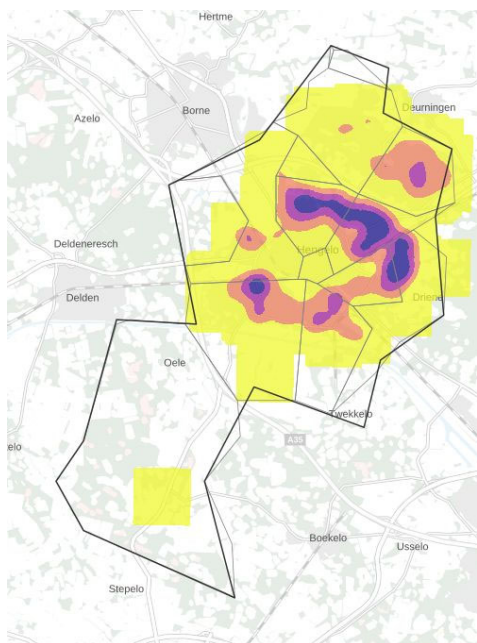 Hertme
Deurningen
Borne
Azelo
Deldeneresch
Hengelo
Delden
Driene
Oele
Twekkelo
A35
elo
Boekelo
Usselo
Stepelo